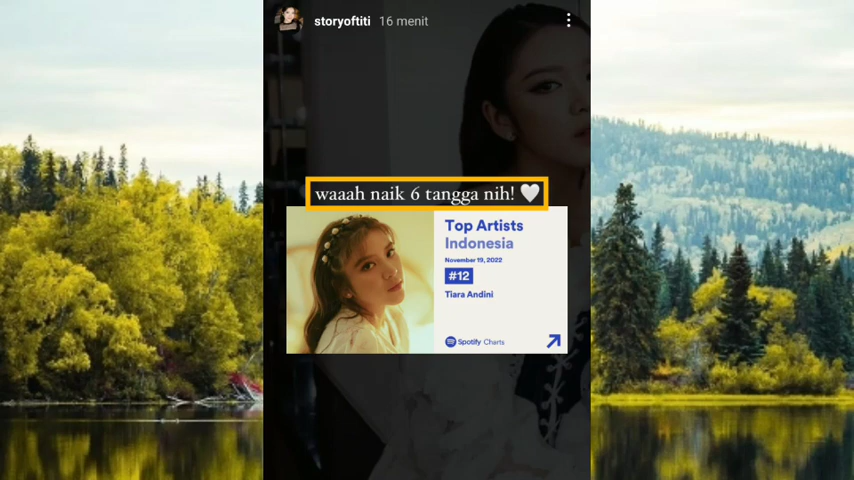 storyoftiti 16 menit
waaah naik 6 tangga nih! 🤍
Top Artists
Indonesia
November 19, 2022
#12
Tiara Andini
Spotify Charts